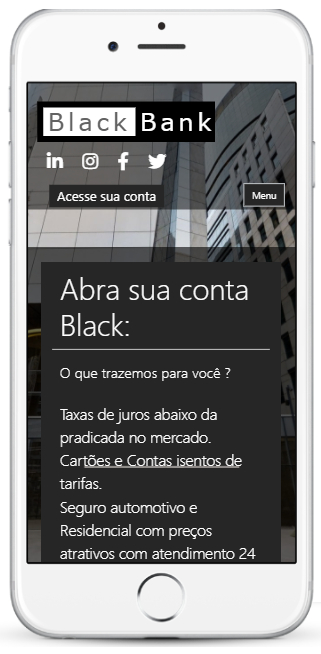 Black Bank
Acesse sua conta
Menu
Abra sua conta
Black:
O que trazemos para você ?
Taxas de juros abaixo da
pradicada no mercado.
Cartões e Contas isentos de
tarifas.
Seguro automotivo e
Residencial com preços
atrativos com atendimento 24